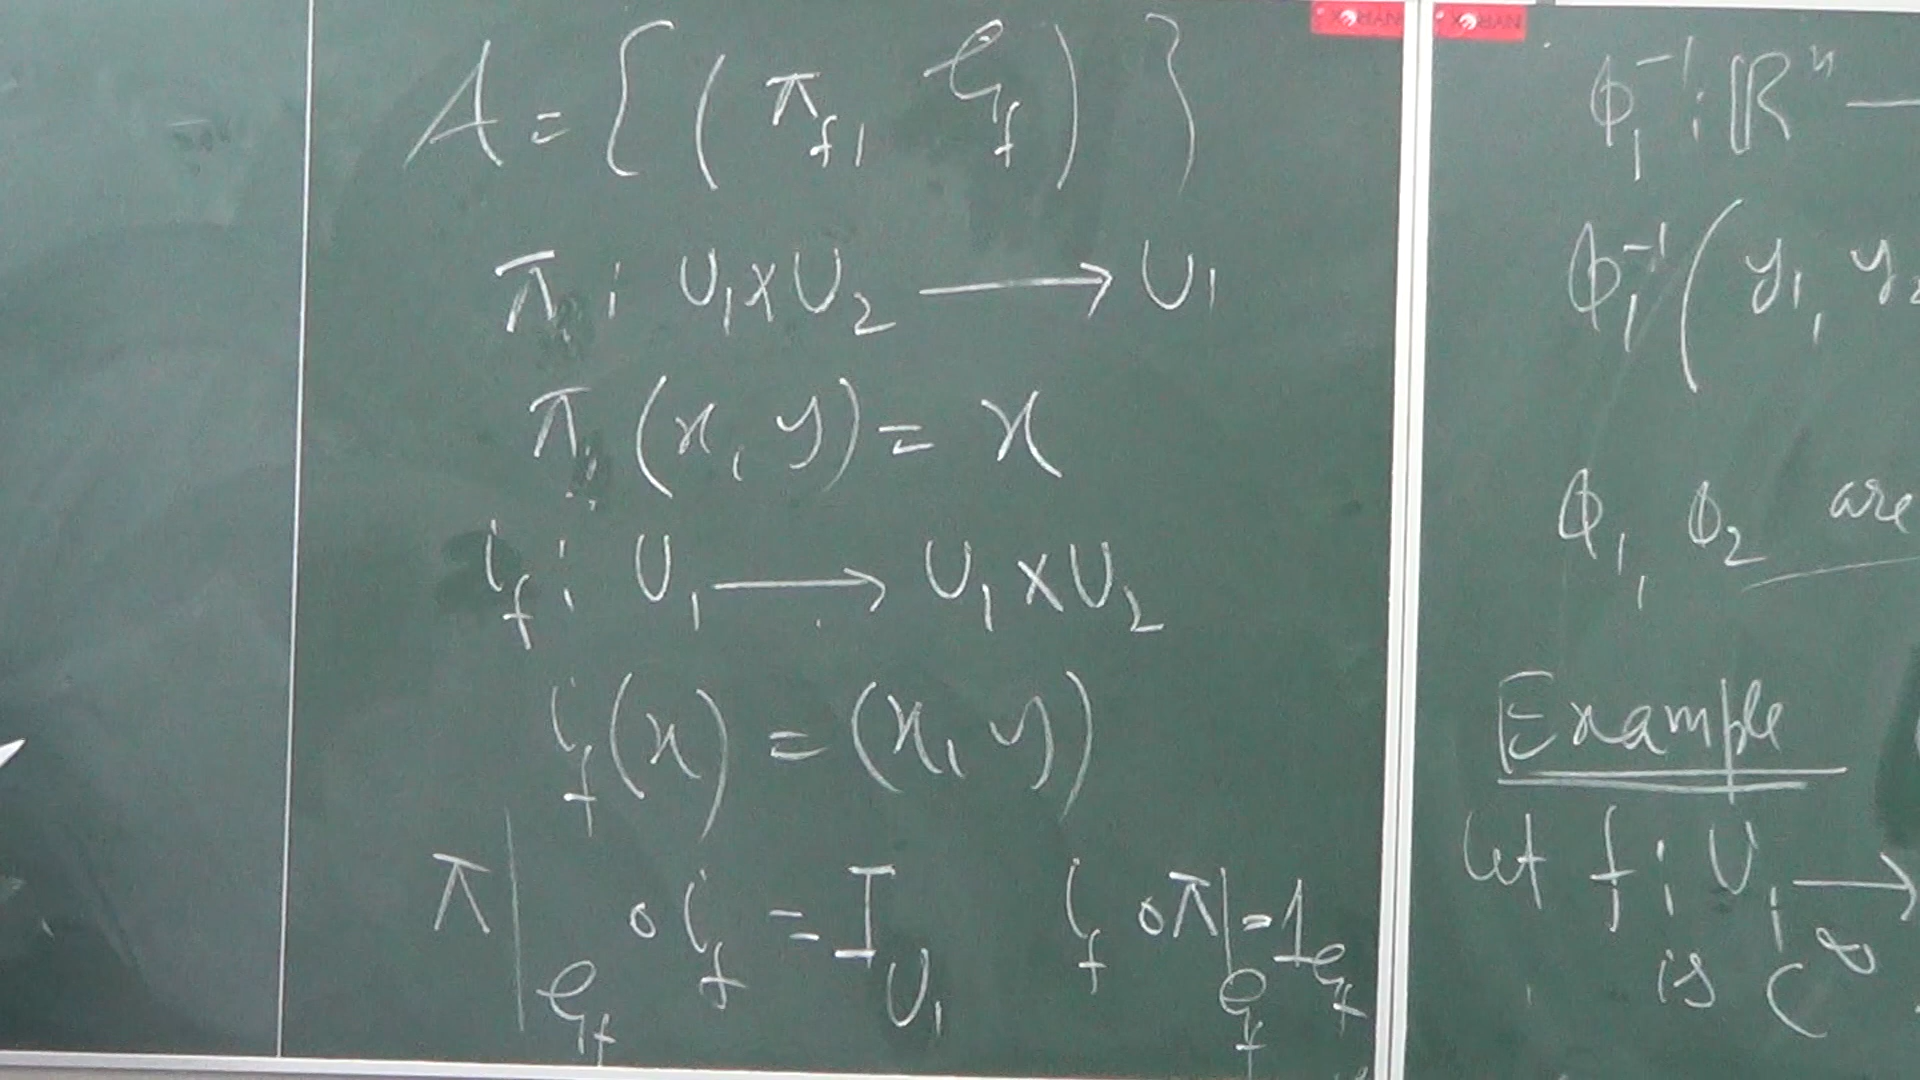 A = { ( π_f, G_f ) }
π : U₁ × U₂ ⟶ U₁
π (x, y) = x
i_f : U₁ ⟶ U₁ × U₂
i_f (x) = (x, y)
π|_{G_f} ∘ i_f = I_{U₁}    i_f ∘ π|_{G_f} = 1_{G_f}
ϕ₁⁻¹ : ℝⁿ —
ϕ₁⁻¹ ( y₁, y₂
ϕ₁, ϕ₂ are
Example
let f : U₁ ⟶
is C^∞